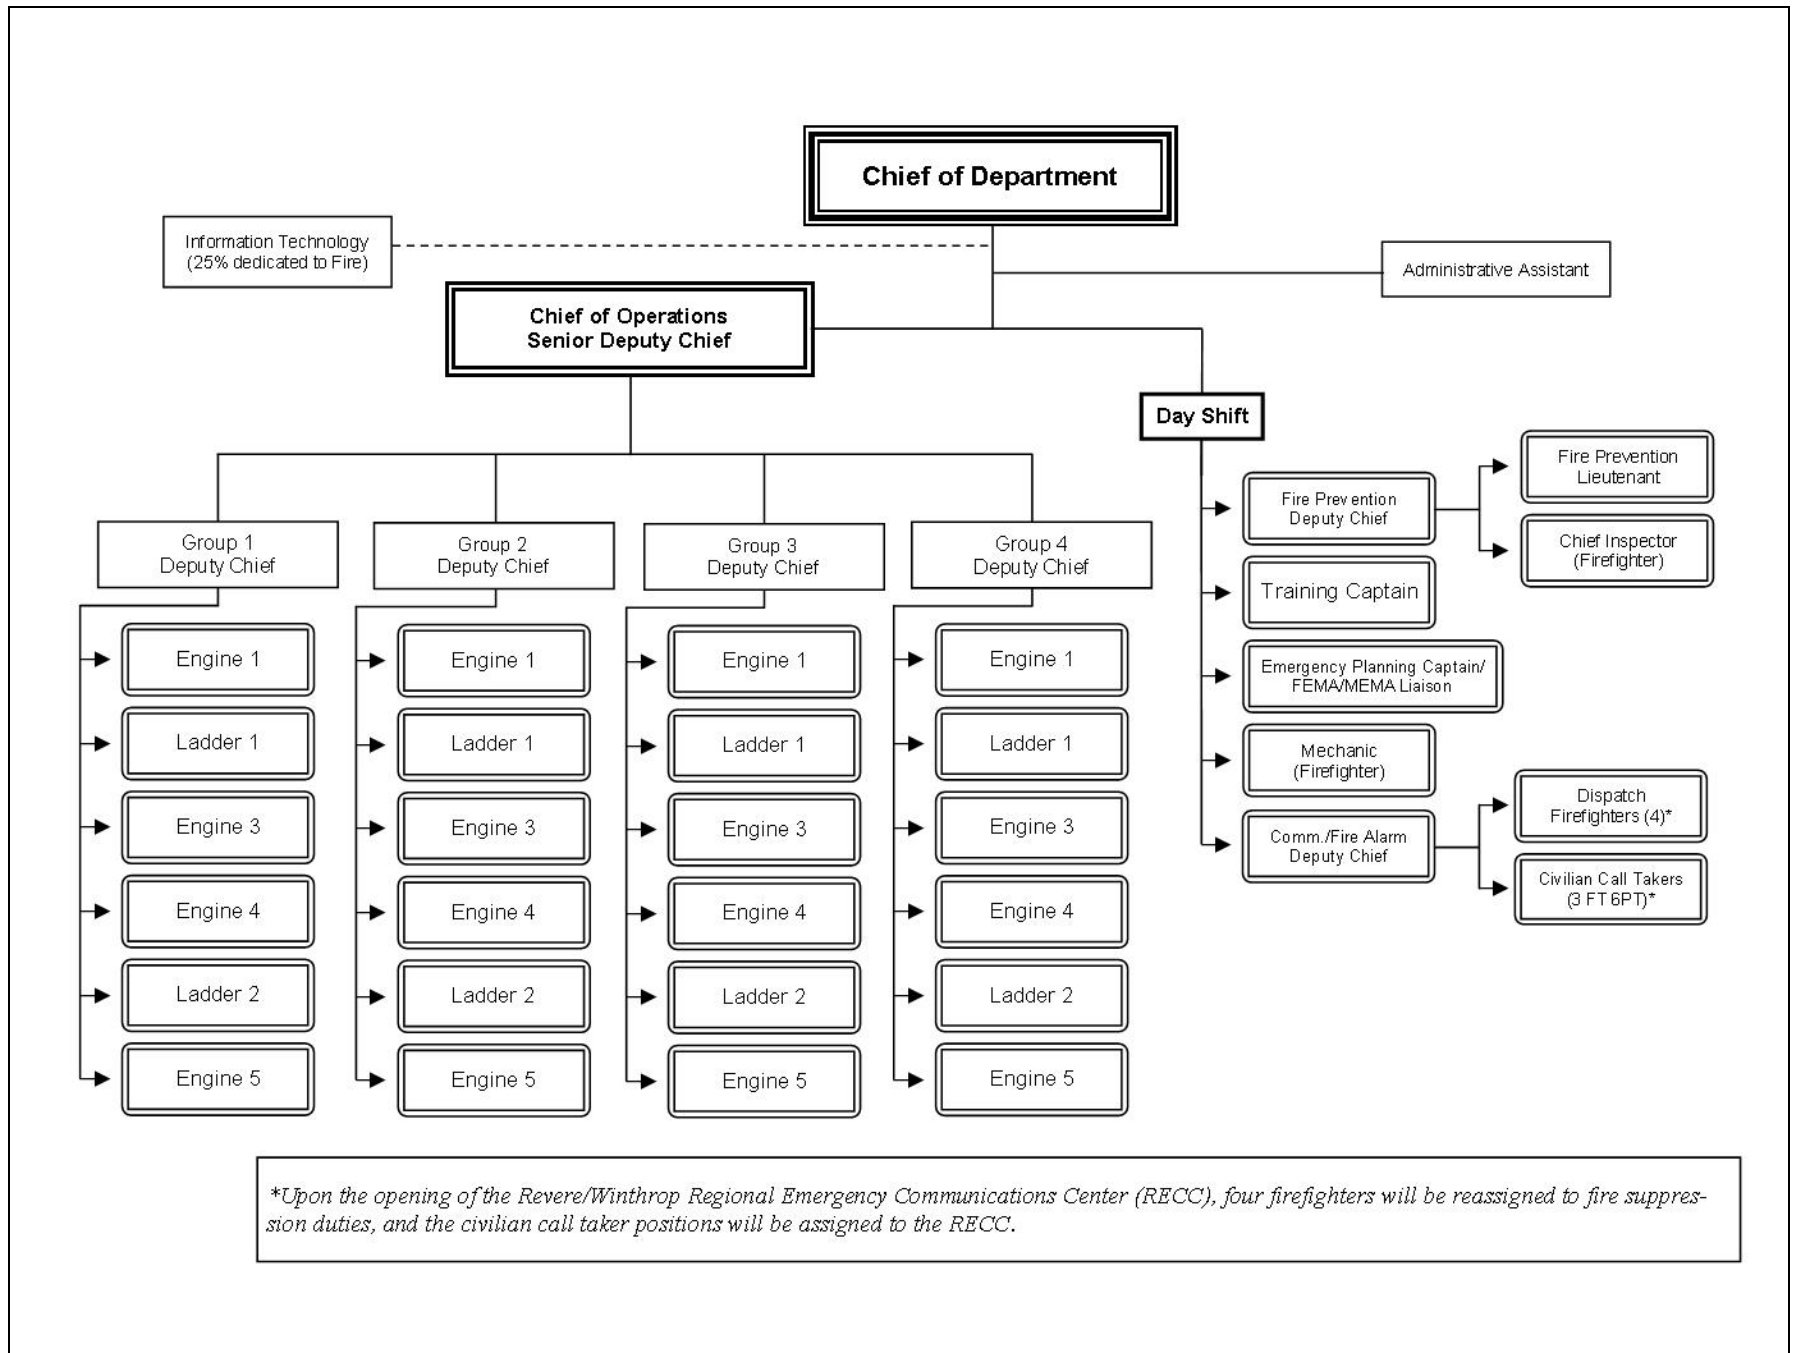 Chief of Department
Information Technology
(25% dedicated to Fire)
Administrative Assistant
Chief of Operations
Senior Deputy Chief
Day Shift
Fire Prevention
Deputy Chief
Fire Prevention
Lieutenant
Chief Inspector
(Firefighter)
Training Captain
Emergency Planning Captain/
FEMA/MEMA Liaison
Mechanic
(Firefighter)
Comm./Fire Alarm
Deputy Chief
Dispatch
Firefighters (4)*
Civilian Call Takers
(3 FT 6PT)*
Group 1
Deputy Chief
Engine 1
Ladder 1
Engine 3
Engine 4
Ladder 2
Engine 5
Group 2
Deputy Chief
Engine 1
Ladder 1
Engine 3
Engine 4
Ladder 2
Engine 5
Group 3
Deputy Chief
Engine 1
Ladder 1
Engine 3
Engine 4
Ladder 2
Engine 5
Group 4
Deputy Chief
Engine 1
Ladder 1
Engine 3
Engine 4
Ladder 2
Engine 5
*Upon the opening of the Revere/Winthrop Regional Emergency Communications Center (RECC), four firefighters will be reassigned to fire suppres-
sion duties, and the civilian call taker positions will be assigned to the RECC.